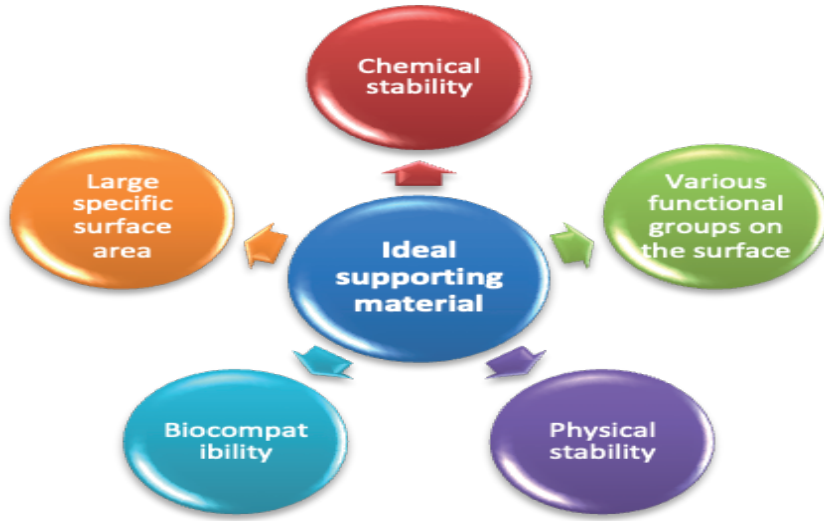 Chemical
stability
Large
specific
surface
area
Various
functional
groups on
the surface
Ideal
supporting
material
Biocompat
ibility
Physical
stability